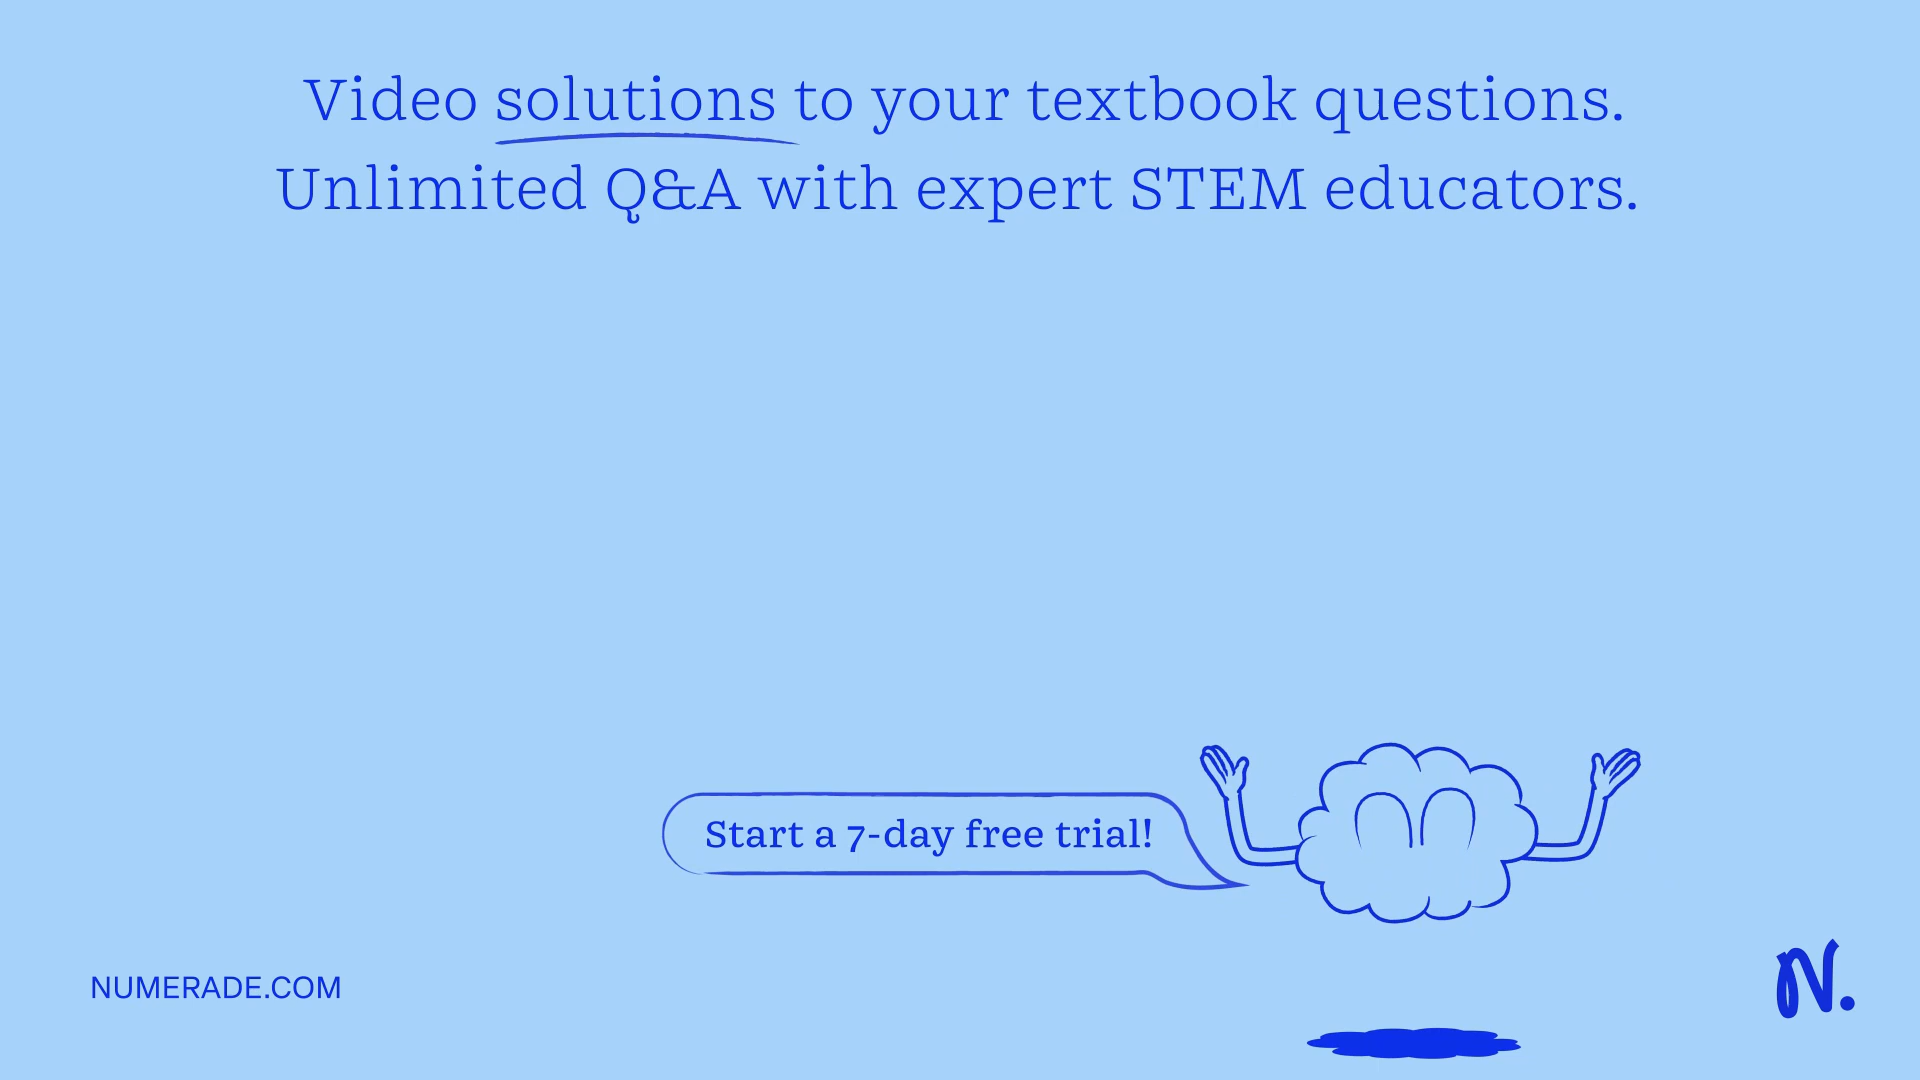 Video solutions to your textbook questions.
Unlimited Q&A with expert STEM educators.
Start a 7-day free trial!
NUMERADE.COM
N.